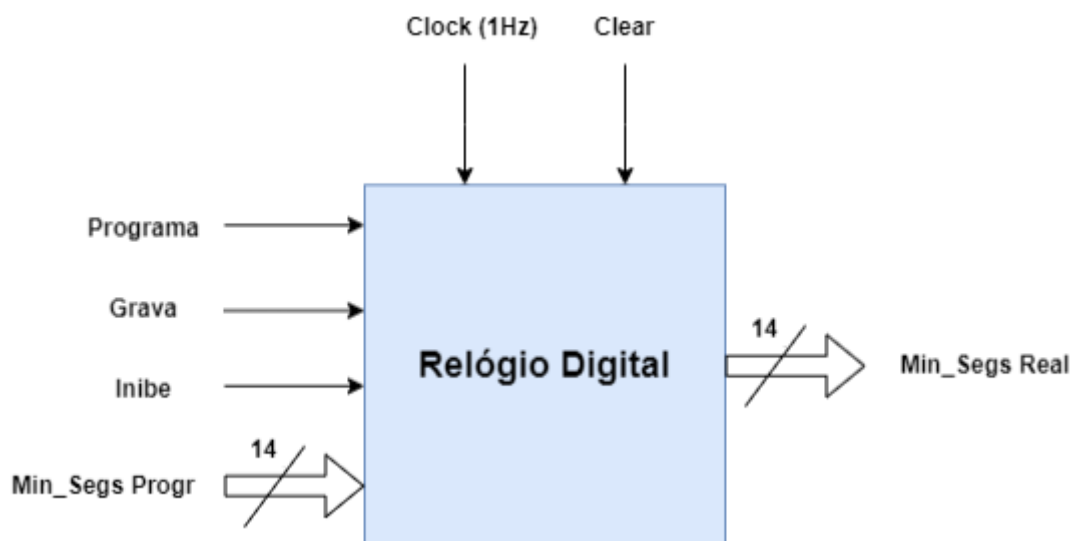 Clock (1Hz)
Clear
Programa
Grava
Inibe
14
Min_Segs Progr
Relógio Digital
14
Min_Segs Real